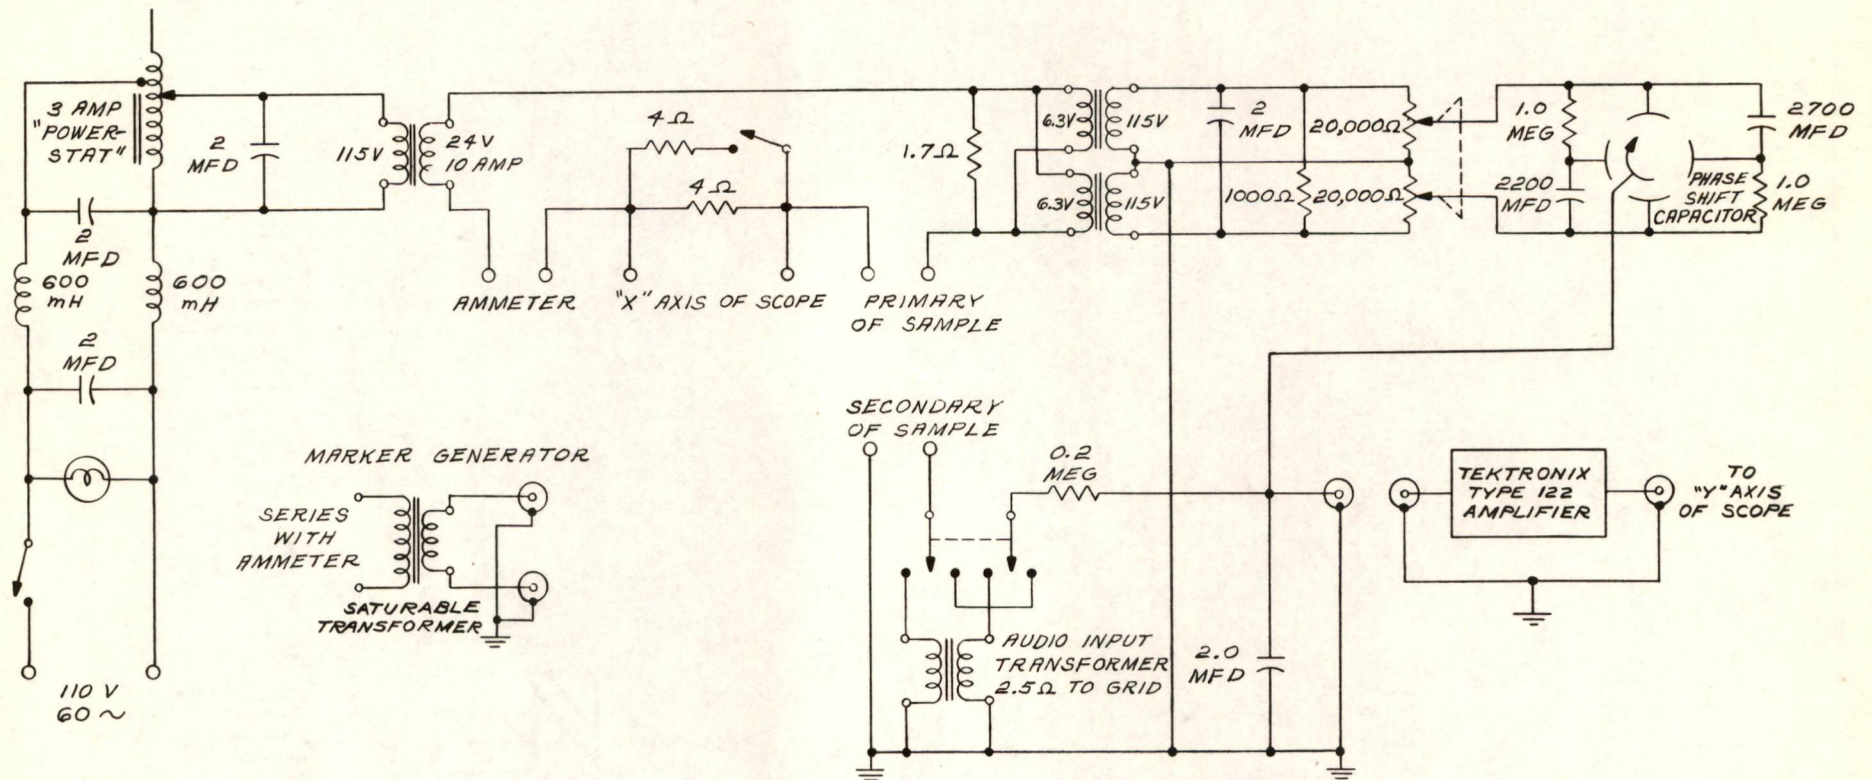 3 AMP
"POWER-
STAT"
2
MFD
115V
24V
10 AMP
2
MFD
600
mH
600
mH
2
MFD
110 V
60 ~
4Ω
4Ω
AMMETER
"X" AXIS OF SCOPE
PRIMARY
OF SAMPLE
1.7Ω
6.3V
115V
6.3V
115V
2
MFD
1000Ω
20,000Ω
20,000Ω
1.0
MEG
2200
MFD
PHASE
SHIFT
CAPACITOR
2700
MFD
1.0
MEG
MARKER GENERATOR
SERIES
WITH
AMMETER
SATURABLE
TRANSFORMER
SECONDARY
OF SAMPLE
0.2
MEG
AUDIO INPUT
TRANSFORMER
2.5Ω TO GRID
2.0
MFD
TEKTRONIX
TYPE 122
AMPLIFIER
TO
"Y" AXIS
OF SCOPE